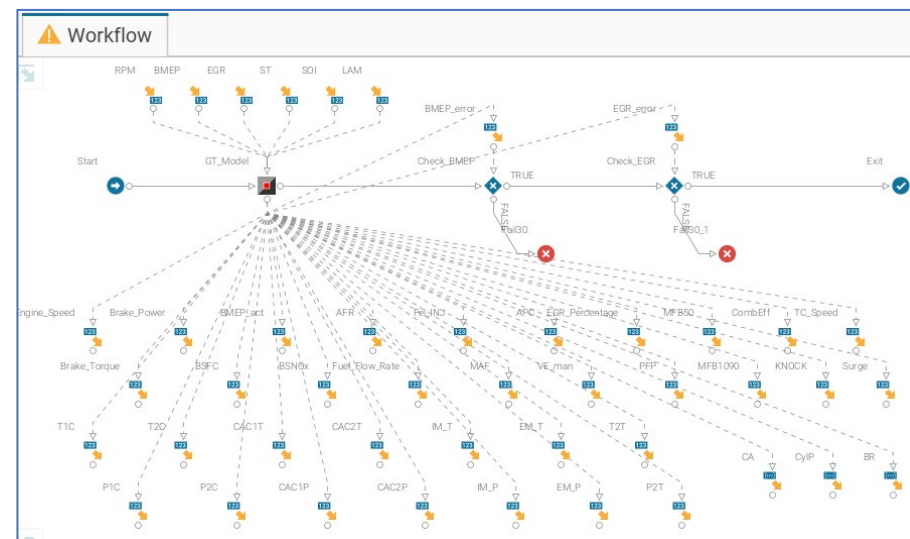 Workflow
RPM BMEP EGR ST SOI LAM
BMEP_error EGR_error
Start GT_Model Check_BMEP Check_EGR Exit
TRUE TRUE
FALSE FALSE
Fail30 Fail30_1
Engine_Speed Brake_Power BMEP_act AFR APC EGR_Percentage MFB50 CombEff TC_Speed
Brake_Torque BSFC BSNOx Fuel_Flow_Rate MAF VE_man PFP MFB1090 KNOCK Surge
T1C T2C CAC1T CAC2T IM_T EM_T T2T
CA CylP BR
P1C P2C CAC1P CAC2P IM_P EM_P P2T